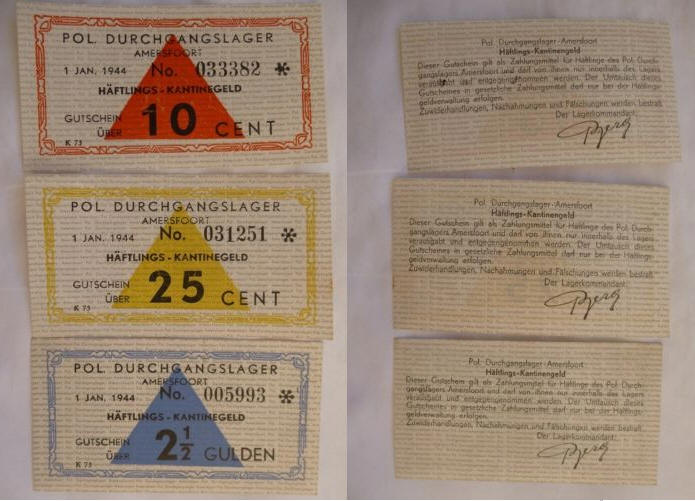 POL. DURCHGANGSLAGER
AMERSFOORT
1 JAN. 1944 No. 033382 *
HÄFTLINGS - KANTINEGELD
GUTSCHEIN
ÜBER
10 CENT
K 73
POL. DURCHGANGSLAGER
AMERSFOORT
1 JAN. 1944 No. 031251 *
HÄFTLINGS - KANTINEGELD
GUTSCHEIN
ÜBER
25 CENT
K 73
POL. DURCHGANGSLAGER
AMERSFOORT
1 JAN. 1944 No. 005993 *
HÄFTLINGS - KANTINEGELD
GUTSCHEIN
ÜBER
2 1/2 GULDEN
K 73
Pol. Durchgangslager-Amersfoort
Häftlings-Kantinengeld
Dieser Gutschein gilt als Zahlungsmittel für Häftlinge des Pol. Durch-
gangslagers Amersfoort und darf von ihnen nur innerhalb des Lagers
verausgabt und entgegengenommen werden. Der Umtausch dieses
Gutscheines in gesetzliche Zahlungsmittel darf nur bei der Häftlings-
geldverwaltung erfolgen.
Zuwiderhandlungen, Nachahmungen und Fälschungen werden bestraft.
Der Lagerkommandant:
Pol. Durchgangslager-Amersfoort
Häftlings-Kantinengeld
Dieser Gutschein gilt als Zahlungsmittel für Häftlinge des Pol. Durch-
gangslagers Amersfoort und darf von ihnen nur innerhalb des Lagers
verausgabt und entgegengenommen werden. Der Umtausch dieses
Gutscheines in gesetzliche Zahlungsmittel darf nur bei der Häftlings-
geldverwaltung erfolgen.
Zuwiderhandlungen, Nachahmungen und Fälschungen werden bestraft.
Der Lagerkommandant:
Pol. Durchgangslager-Amersfoort
Häftlings-Kantinengeld
Dieser Gutschein gilt als Zahlungsmittel für Häftlinge des Pol. Durch-
gangslagers Amersfoort und darf von ihnen nur innerhalb des Lagers
verausgabt und entgegengenommen werden. Der Umtausch dieses
Gutscheines in gesetzliche Zahlungsmittel darf nur bei der Häftlings-
geldverwaltung erfolgen.
Zuwiderhandlungen, Nachahmungen und Fälschungen werden bestraft.
Der Lagerkommandant: